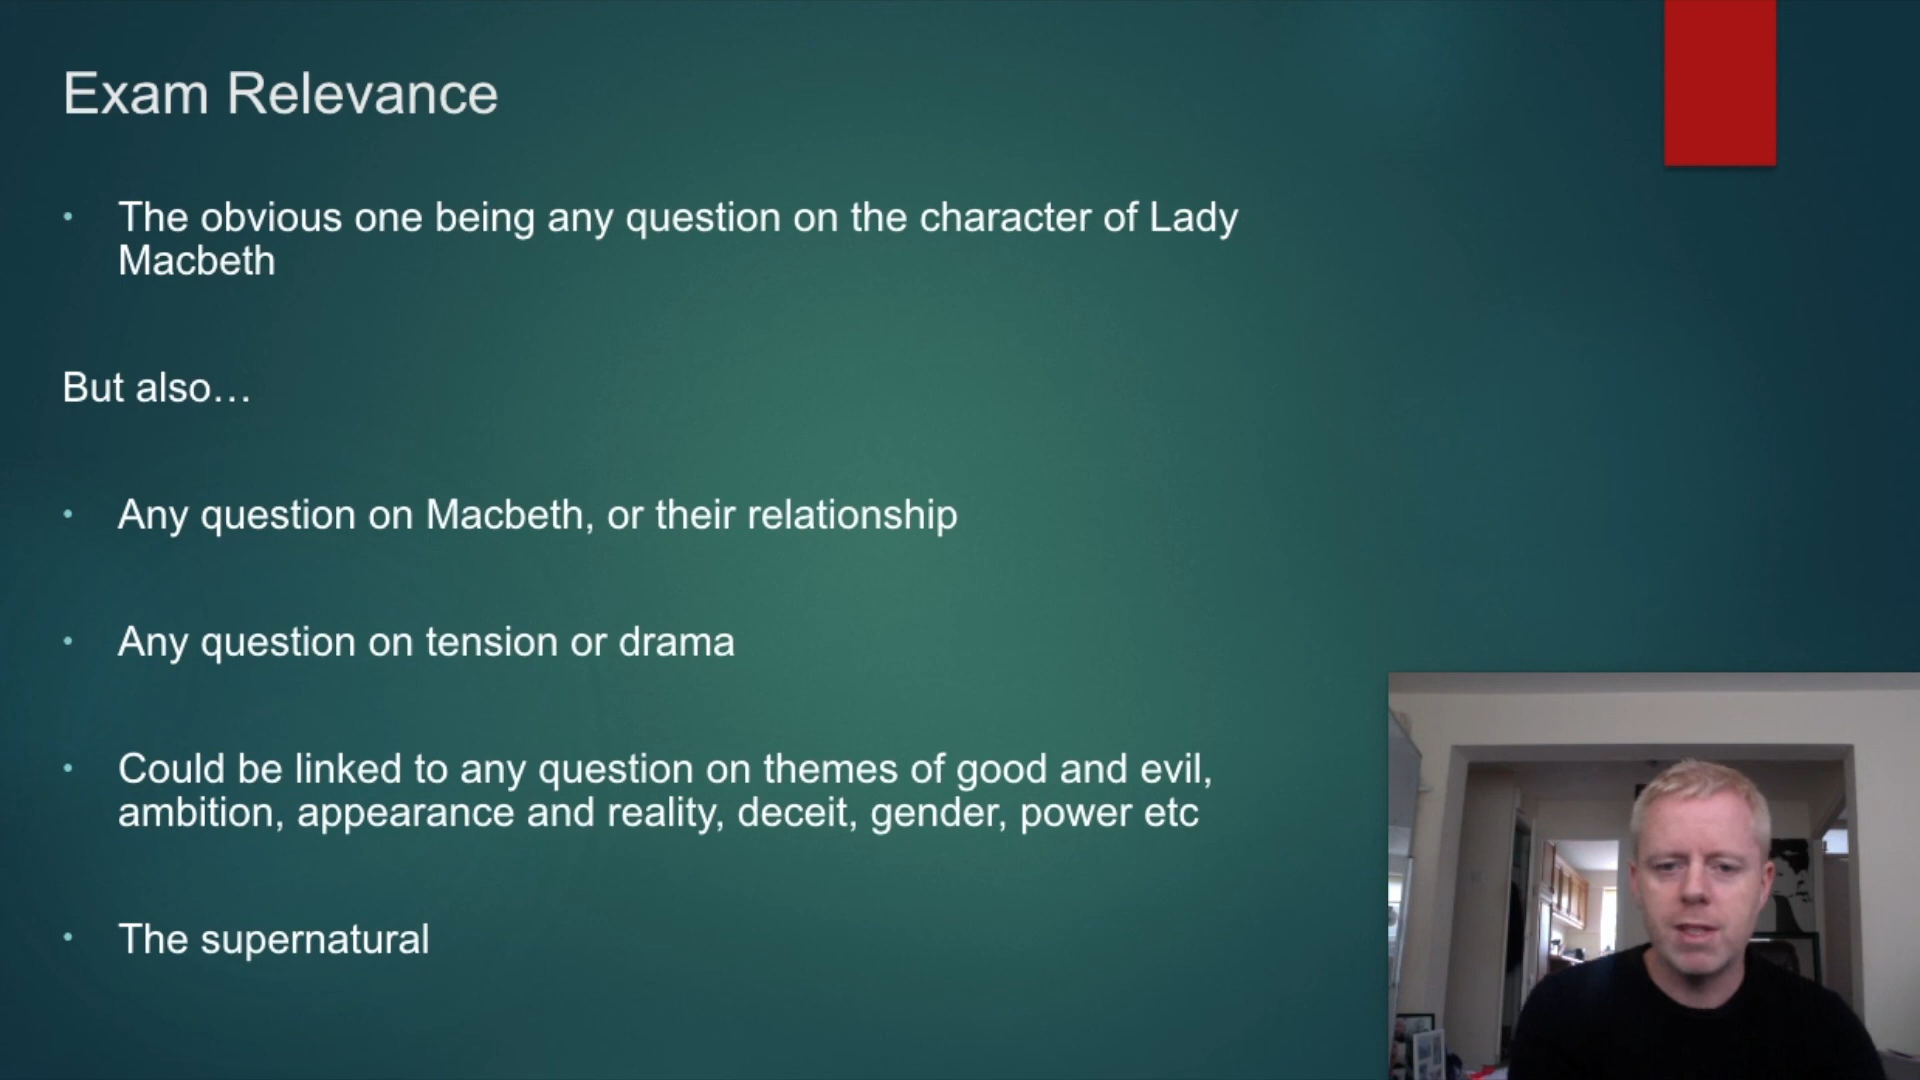 Exam Relevance
• The obvious one being any question on the character of Lady
Macbeth
But also…
• Any question on Macbeth, or their relationship
• Any question on tension or drama
• Could be linked to any question on themes of good and evil,
ambition, appearance and reality, deceit, gender, power etc
• The supernatural